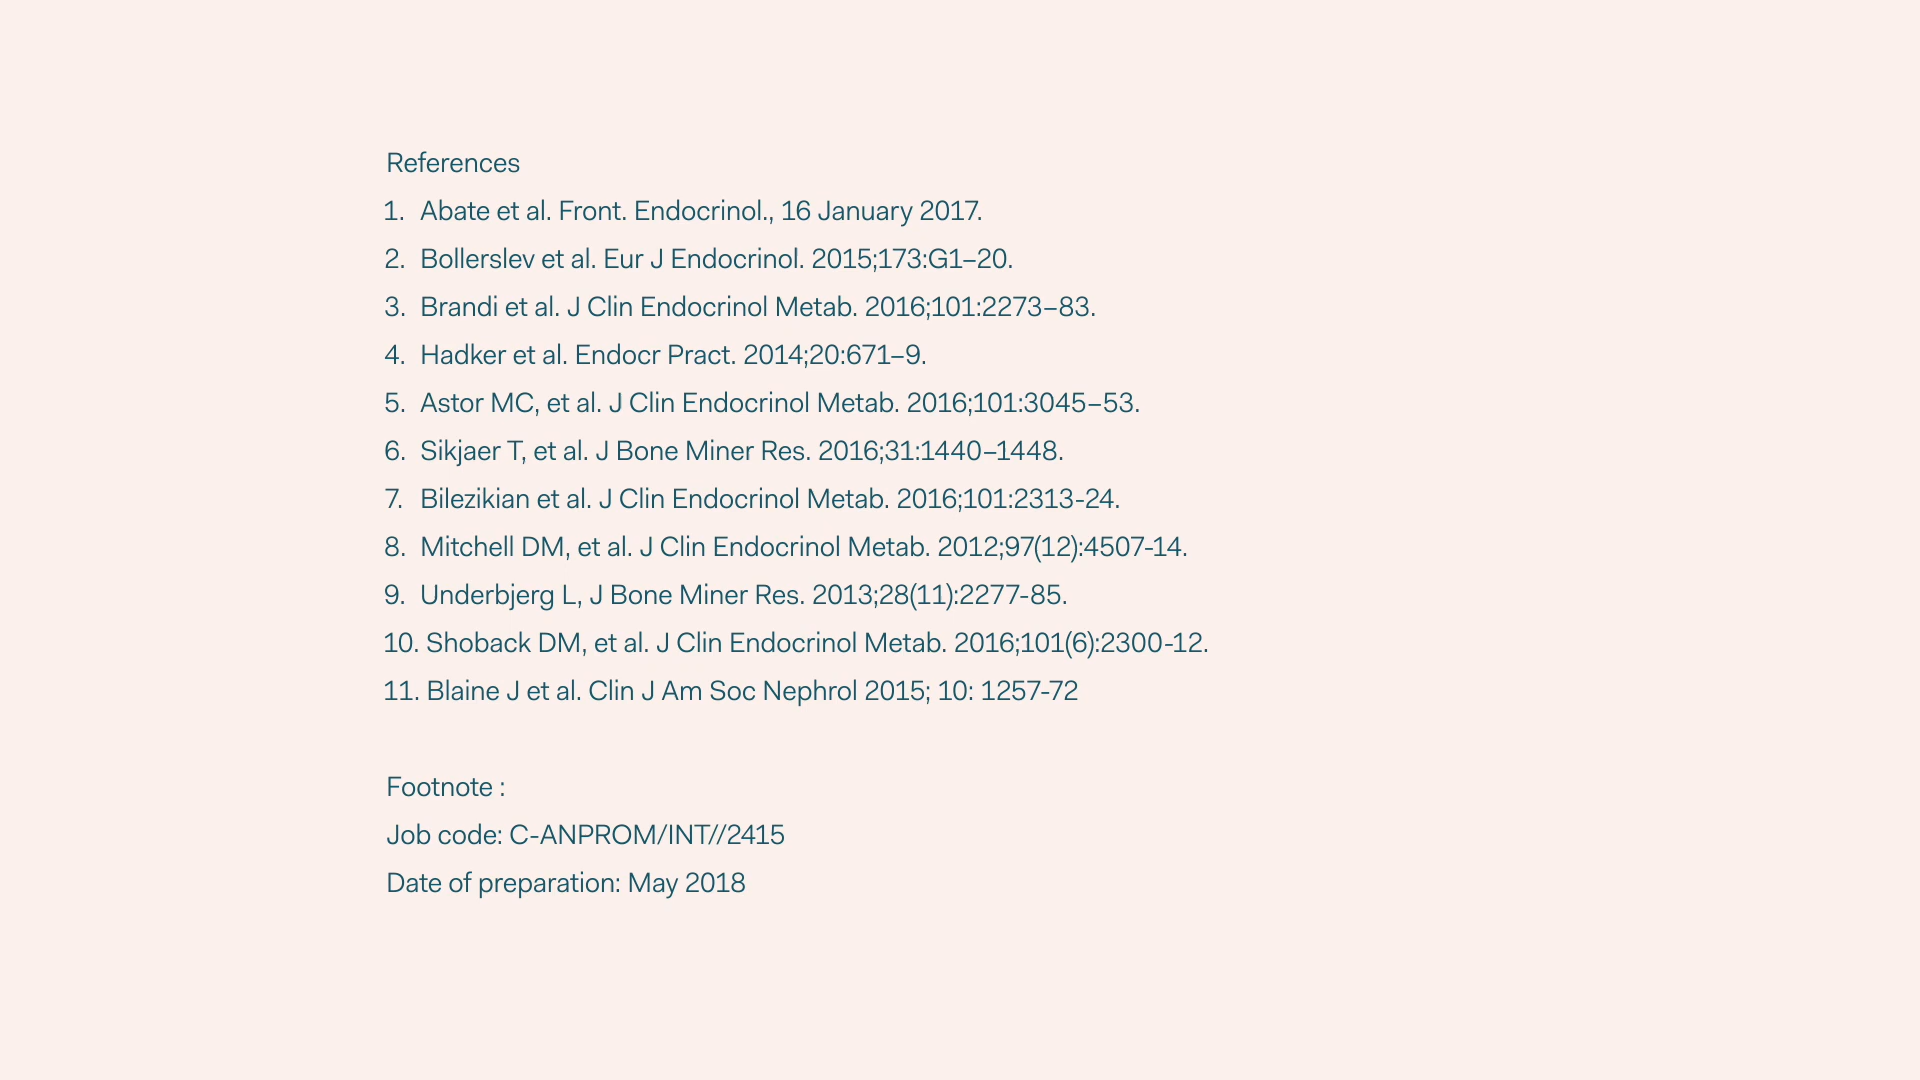 References
1. Abate et al. Front. Endocrinol., 16 January 2017.
2. Bollerslev et al. Eur J Endocrinol. 2015;173:G1–20.
3. Brandi et al. J Clin Endocrinol Metab. 2016;101:2273–83.
4. Hadker et al. Endocr Pract. 2014;20:671–9.
5. Astor MC, et al. J Clin Endocrinol Metab. 2016;101:3045–53.
6. Sikjaer T, et al. J Bone Miner Res. 2016;31:1440–1448.
7. Bilezikian et al. J Clin Endocrinol Metab. 2016;101:2313-24.
8. Mitchell DM, et al. J Clin Endocrinol Metab. 2012;97(12):4507-14.
9. Underbjerg L, J Bone Miner Res. 2013;28(11):2277-85.
10. Shoback DM, et al. J Clin Endocrinol Metab. 2016;101(6):2300-12.
11. Blaine J et al. Clin J Am Soc Nephrol 2015; 10: 1257-72
Footnote :
Job code: C-ANPROM/INT//2415
Date of preparation: May 2018